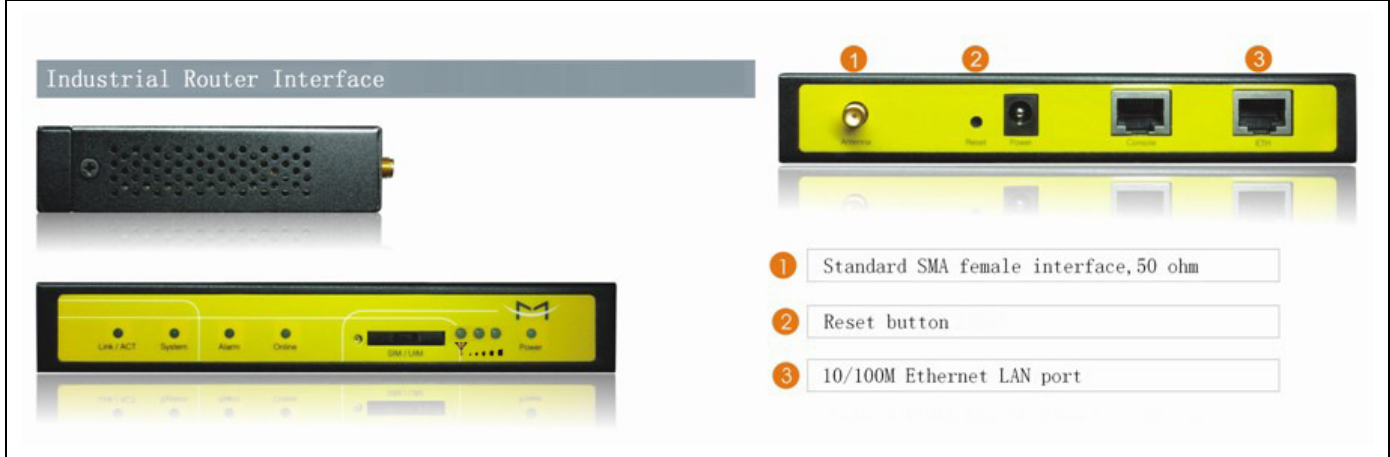 Industrial Router Interface
1 2 3
Antenna Reset Power Console ETH
1 Standard SMA female interface,50 ohm
2 Reset button
3 10/100M Ethernet LAN port
Link / ACT System Alarm Online SIM / UIM Power